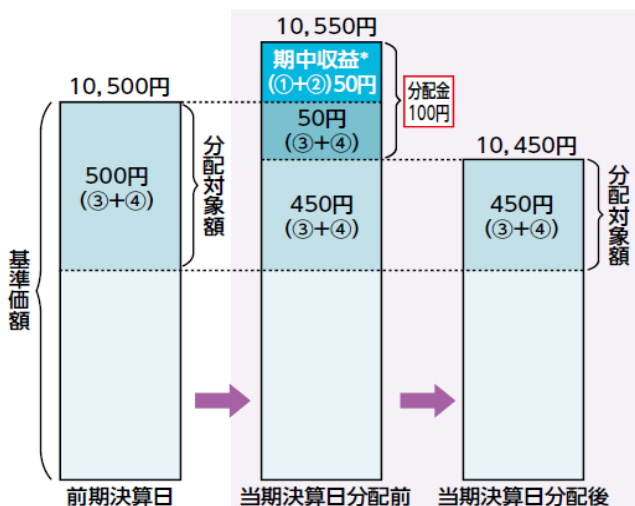 基準価額
10,500円
500円
(③+④)
分配対象額
前期決算日
10,550円
期中収益*
(①+②)50円
50円
(③+④)
450円
(③+④)
分配金
100円
当期決算日分配前
10,450円
450円
(③+④)
分配対象額
当期決算日分配後